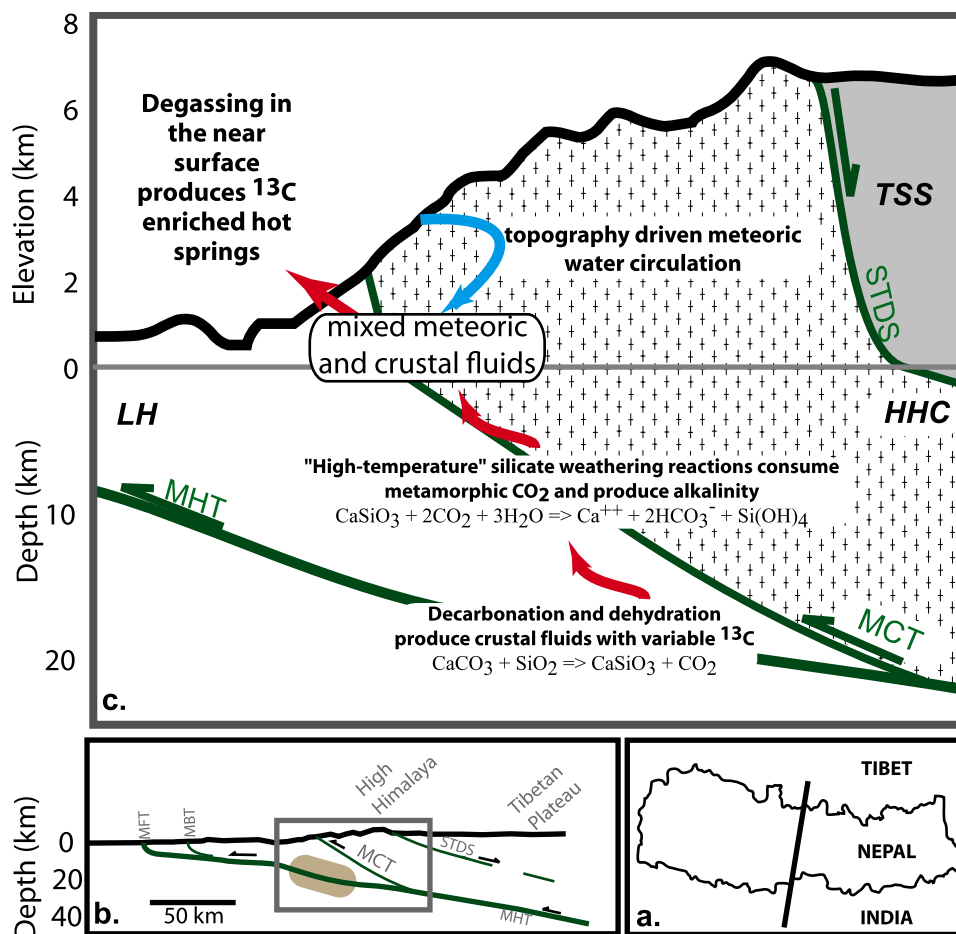 8
6
4
2
0
10
20
Elevation (km)
Depth (km)
Degassing in
the near
surface
produces ¹³C
enriched hot
springs
topography driven meteoric
water circulation
mixed meteoric
and crustal fluids
TSS
STDS
LH
HHC
MHT
"High-temperature" silicate weathering reactions consume
metamorphic CO₂ and produce alkalinity
CaSiO₃ + 2CO₂ + 3H₂O => Ca⁺⁺ + 2HCO₃⁻ + Si(OH)₄
Decarbonation and dehydration
produce crustal fluids with variable ¹³C
CaCO₃ + SiO₂ => CaSiO₃ + CO₂
MCT
c.
Depth (km)
0
20
40
MFT
MBT
High
Himalaya
Tibetan
Plateau
MCT
STDS
MHT
50 km
b.
TIBET
NEPAL
INDIA
a.